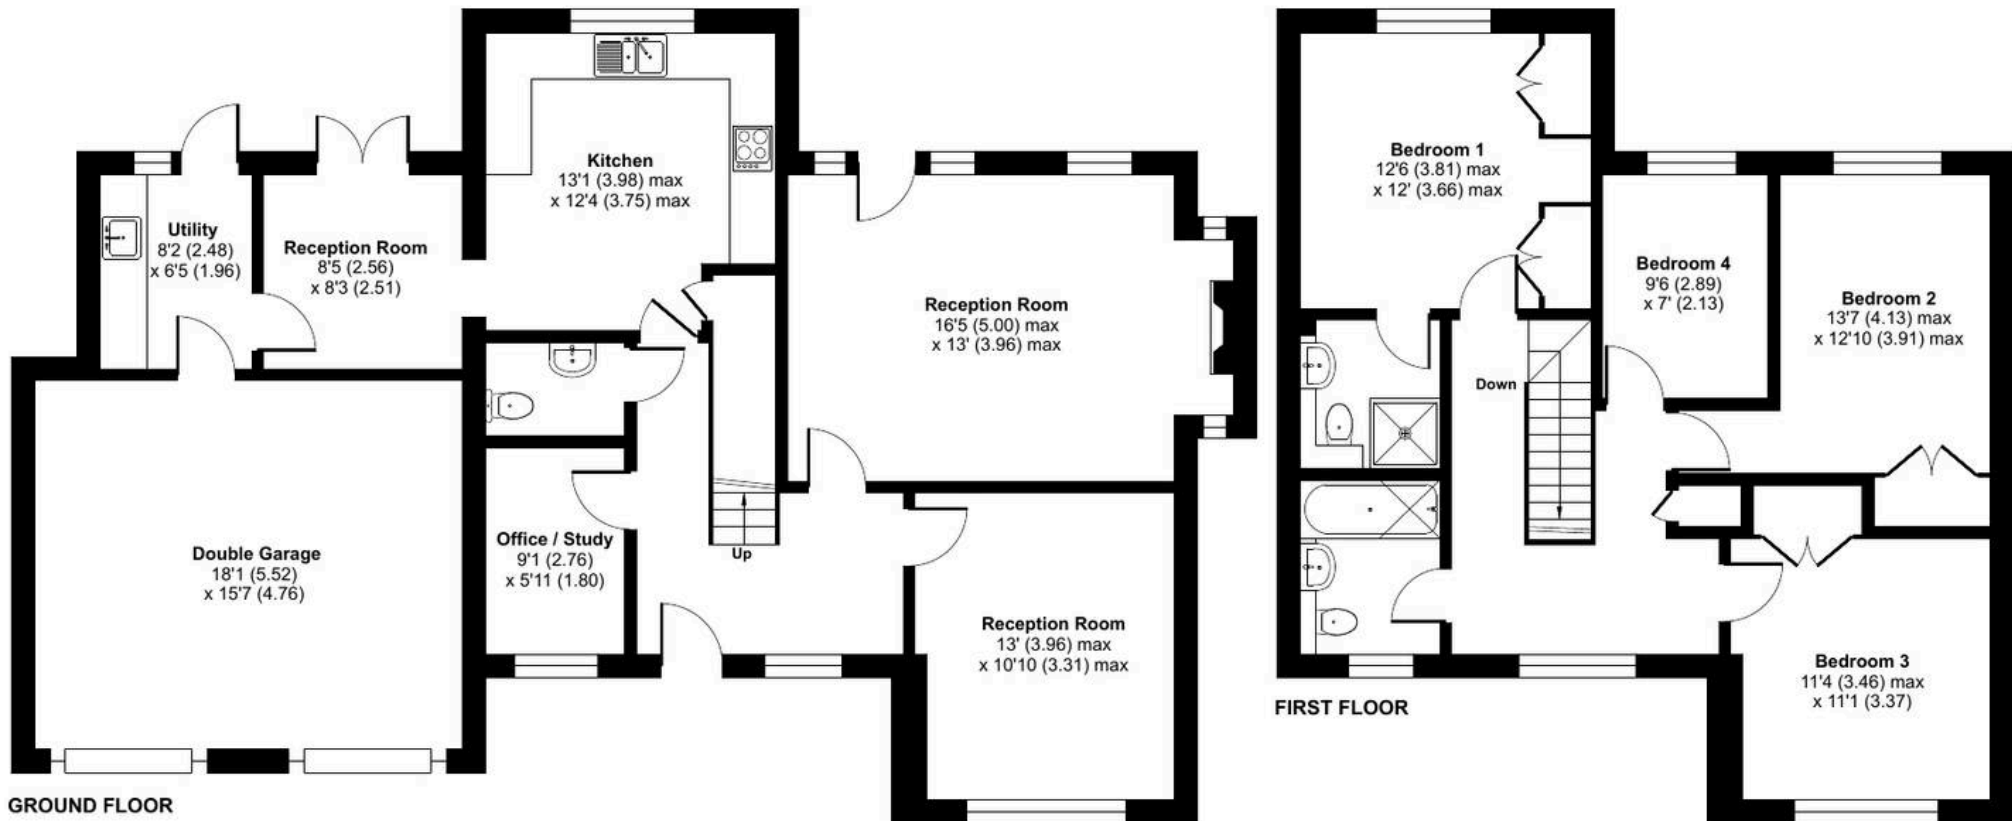 Kitchen
13'1 (3.98) max
x 12'4 (3.75) max
Utility
8'2 (2.48)
x 6'5 (1.96)
Reception Room
8'5 (2.56)
x 8'3 (2.51)
Reception Room
16'5 (5.00) max
x 13' (3.96) max
Double Garage
18'1 (5.52)
x 15'7 (4.76)
Office / Study
9'1 (2.76)
x 5'11 (1.80)
Up
Reception Room
13' (3.96) max
x 10'10 (3.31) max
GROUND FLOOR
Bedroom 1
12'6 (3.81) max
x 12' (3.66) max
Bedroom 4
9'6 (2.89)
x 7' (2.13)
Bedroom 2
13'7 (4.13) max
x 12'10 (3.91) max
Down
Bedroom 3
11'4 (3.46) max
x 11'1 (3.37)
FIRST FLOOR